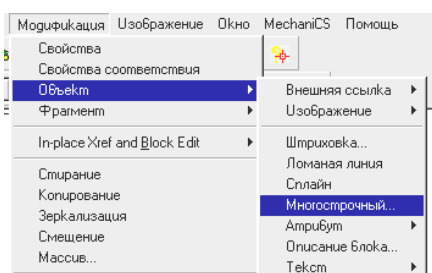 Модификация Изображение Окно MechaniCS Помощь
Свойства
Свойства соответствия
Объект
Фрагмент
In-place Xref and Block Edit
Стирание
Копирование
Зеркализация
Смещение
Массив...
Внешняя ссылка
Изображение
Штриховка...
Ломаная линия
Сплайн
Многострочный...
Атрибут
Описание блока...
Текст